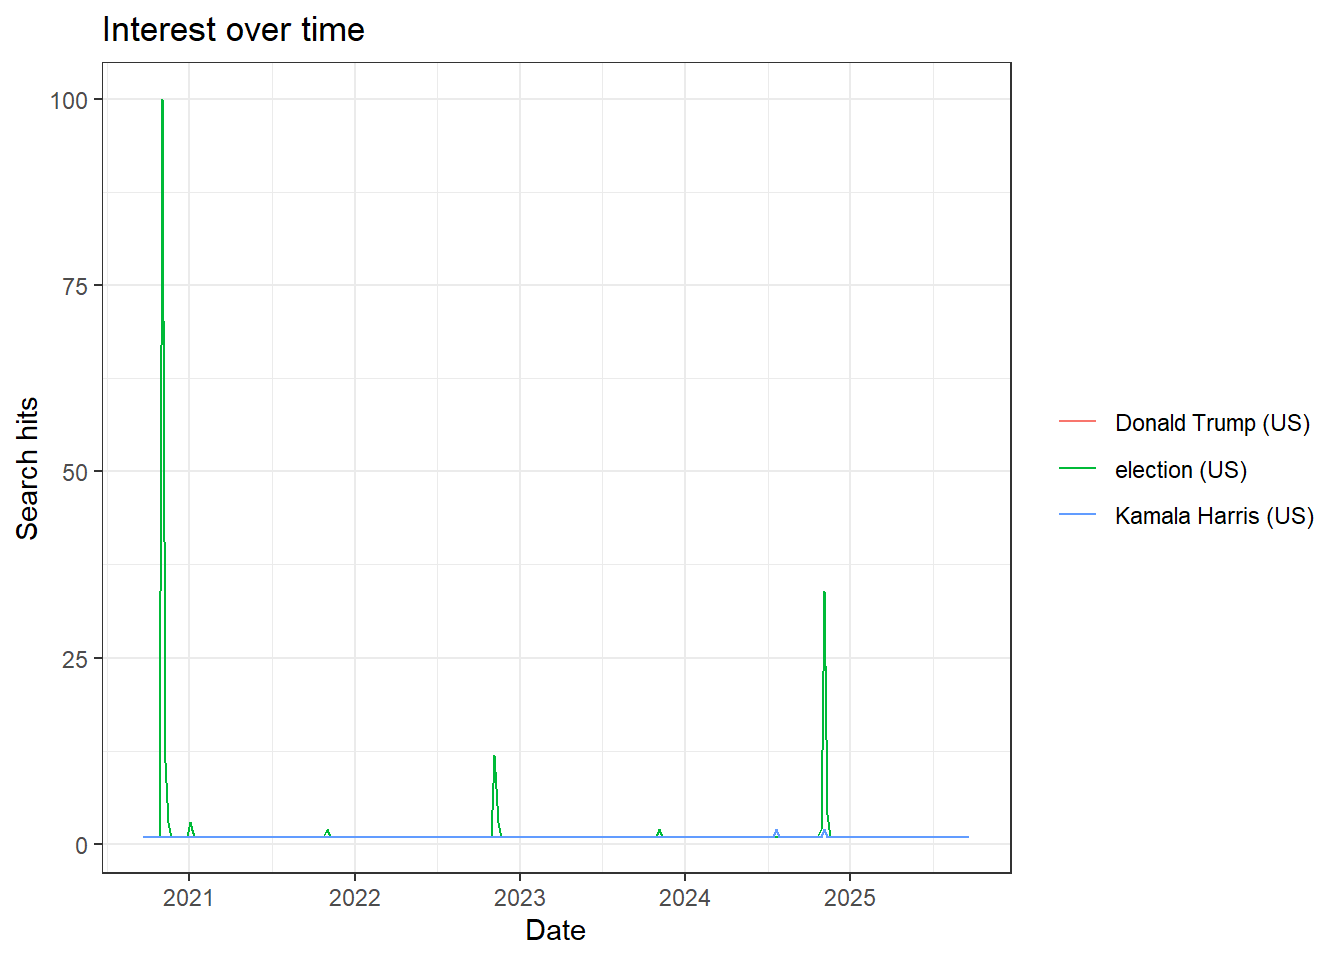 Interest over time
100
75
50
25
0
Search hits
2021 2022 2023 2024 2025
Date
Donald Trump (US)
election (US)
Kamala Harris (US)